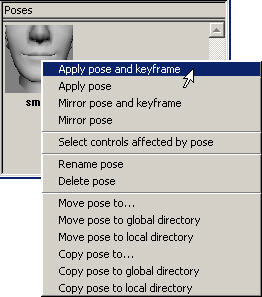 Poses
sm
Apply pose and keyframe
Apply pose
Mirror pose and keyframe
Mirror pose
Select controls affected by pose
Rename pose
Delete pose
Move pose to...
Move pose to global directory
Move pose to local directory
Copy pose to...
Copy pose to global directory
Copy pose to local directory